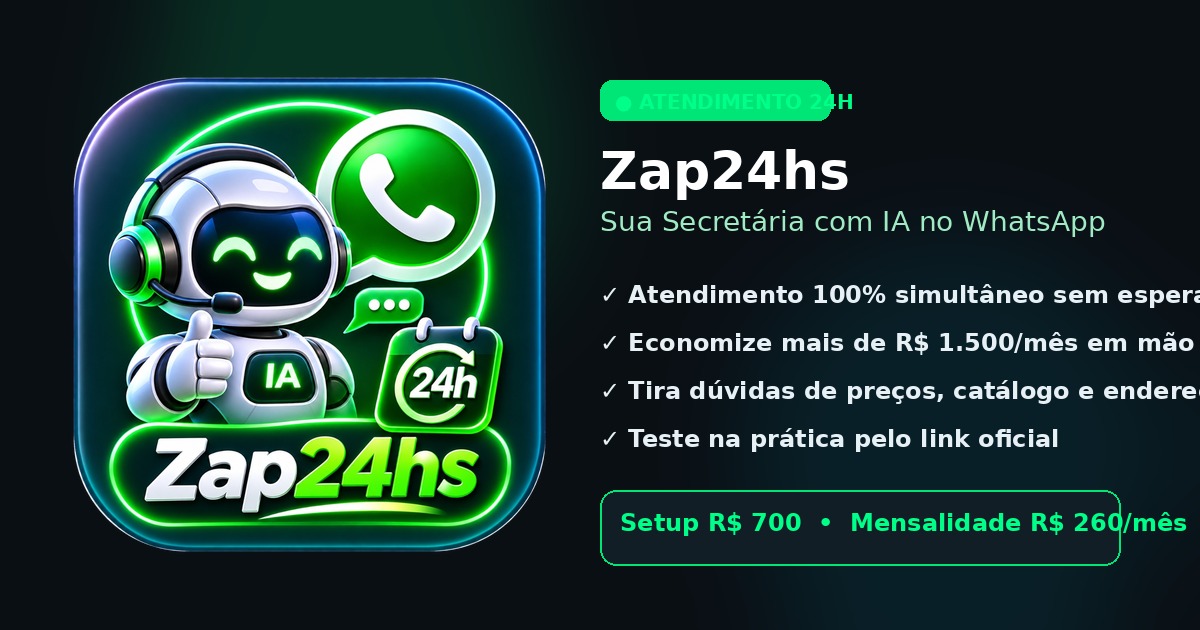 IA
24h
Zap24hs
● ATENDIMENTO 24H
Zap24hs
Sua Secretária com IA no WhatsApp
✓ Atendimento 100% simultâneo sem espera
✓ Economize mais de R$ 1.500/mês em mão
✓ Tira dúvidas de preços, catálogo e
✓ Teste na prática pelo link oficial
Setup R$ 700 • Mensalidade R$ 260/mês